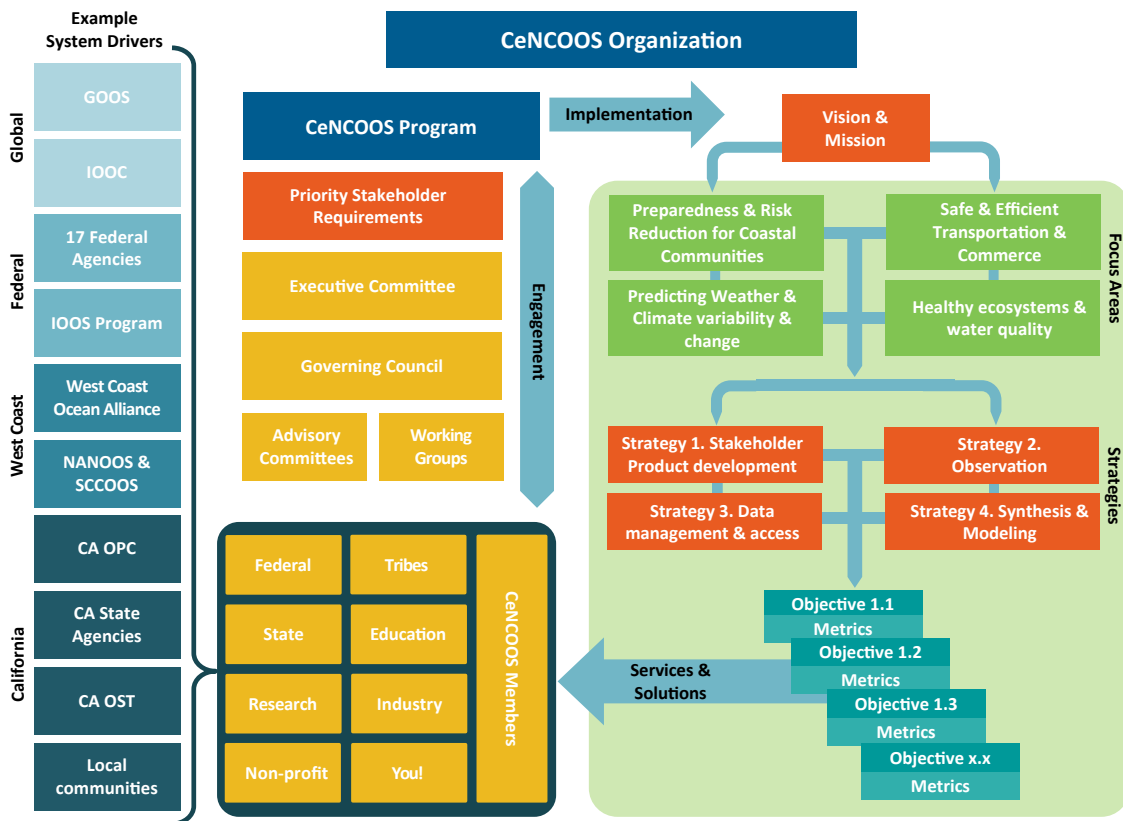 Example
System Drivers
Global
GOOS
IOOC
Federal
17 Federal
Agencies
IOOS Program
West Coast
West Coast
Ocean Alliance
NANOOS &
SCCOOS
California
CA OPC
CA State
Agencies
CA OST
Local
communities
CeNCOOS Organization
CeNCOOS Program
Implementation
Priority Stakeholder
Requirements
Executive Committee
Governing Council
Advisory
Committees
Working
Groups
Engagement
Federal
Tribes
State
Education
Research
Industry
Non-profit
You!
CeNCOOS Members
Vision &
Mission
Focus Areas
Preparedness & Risk
Reduction for Coastal
Communities
Safe & Efficient
Transportation &
Commerce
Predicting Weather &
Climate variability &
change
Healthy ecosystems &
water quality
Strategies
Strategy 1. Stakeholder
Product development
Strategy 2.
Observation
Strategy 3. Data
management & access
Strategy 4. Synthesis &
Modeling
Objective 1.1
Metrics
Objective 1.2
Metrics
Objective 1.3
Metrics
Objective x.x
Metrics
Services &
Solutions